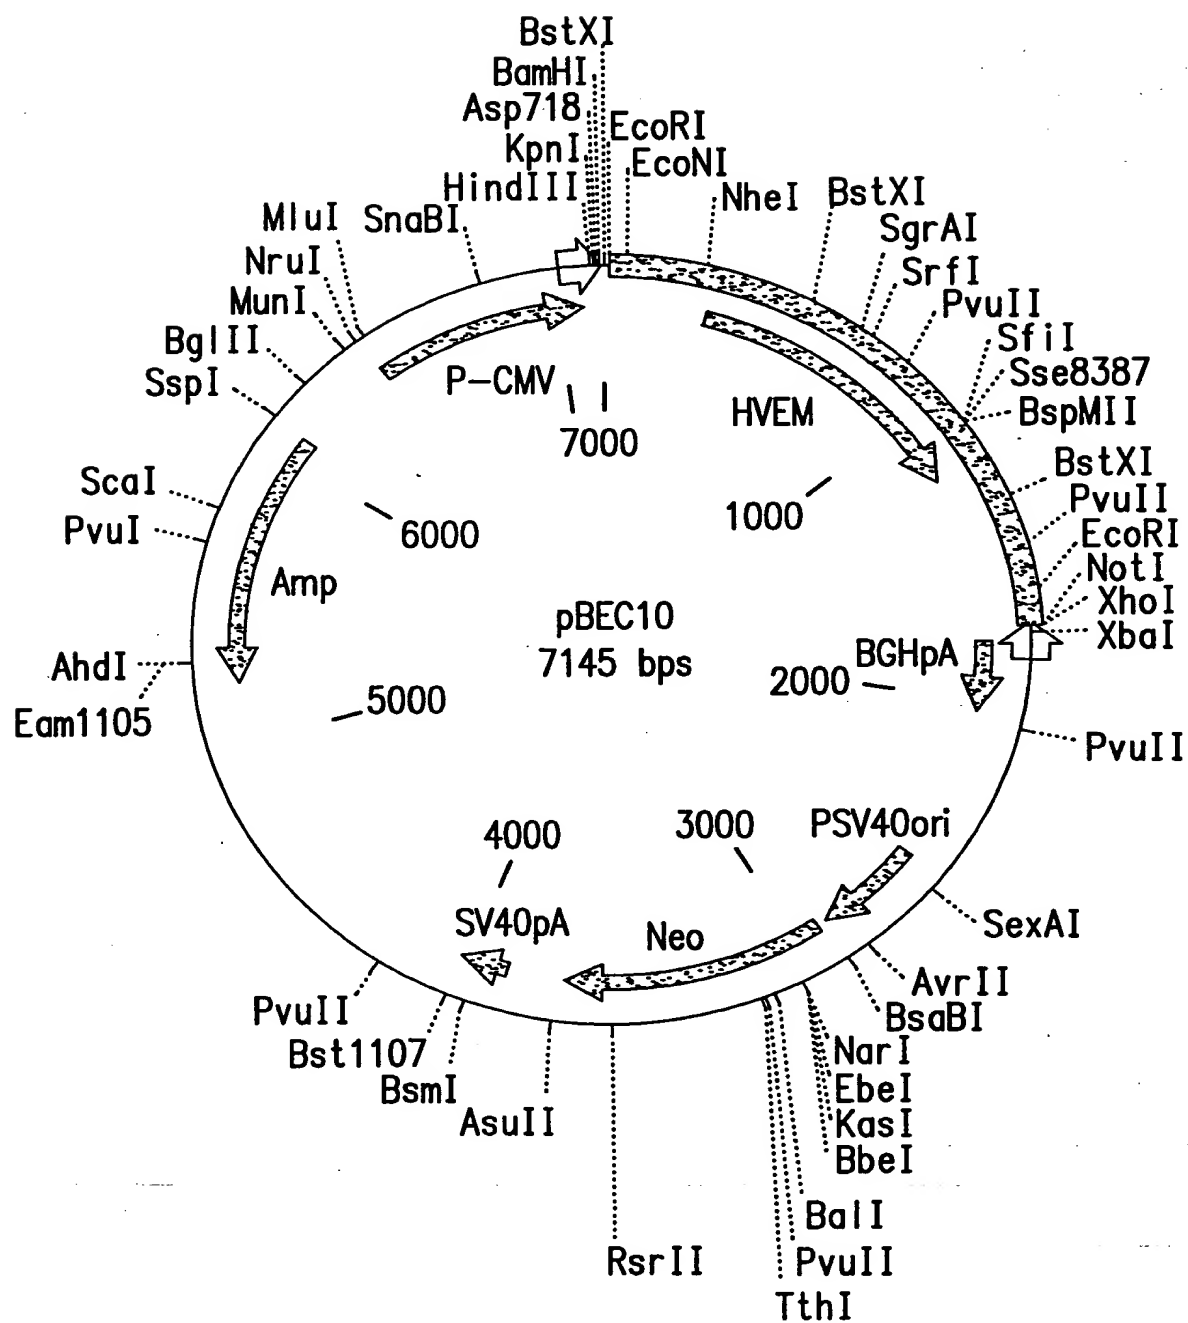 BstXI
BamHI
Asp718
KpnI
HindIII
EcoRI
EcoNI
NheI
BstXI
SgrAI
SrfI
PvuII
SfiI
Sse8387
BspMII
BstXI
PvuII
EcoRI
NotI
XhoI
XbaI
PvuII
SexAI
AvrII
BsaBI
NarI
EbeI
KasI
BbeI
BalI
PvuII
TthI
RsrII
AsuII
BsmI
Bst1107
PvuII
Eam1105
AhdI
PvuI
ScaI
SspI
BglII
MunI
NruI
MluI
SnaBI
P-CMV
7000
HVEM
1000
6000
Amp
pBEC10
7145 bps
BGHpA
2000
5000
4000
3000
PSV40ori
SV40pA
Neo